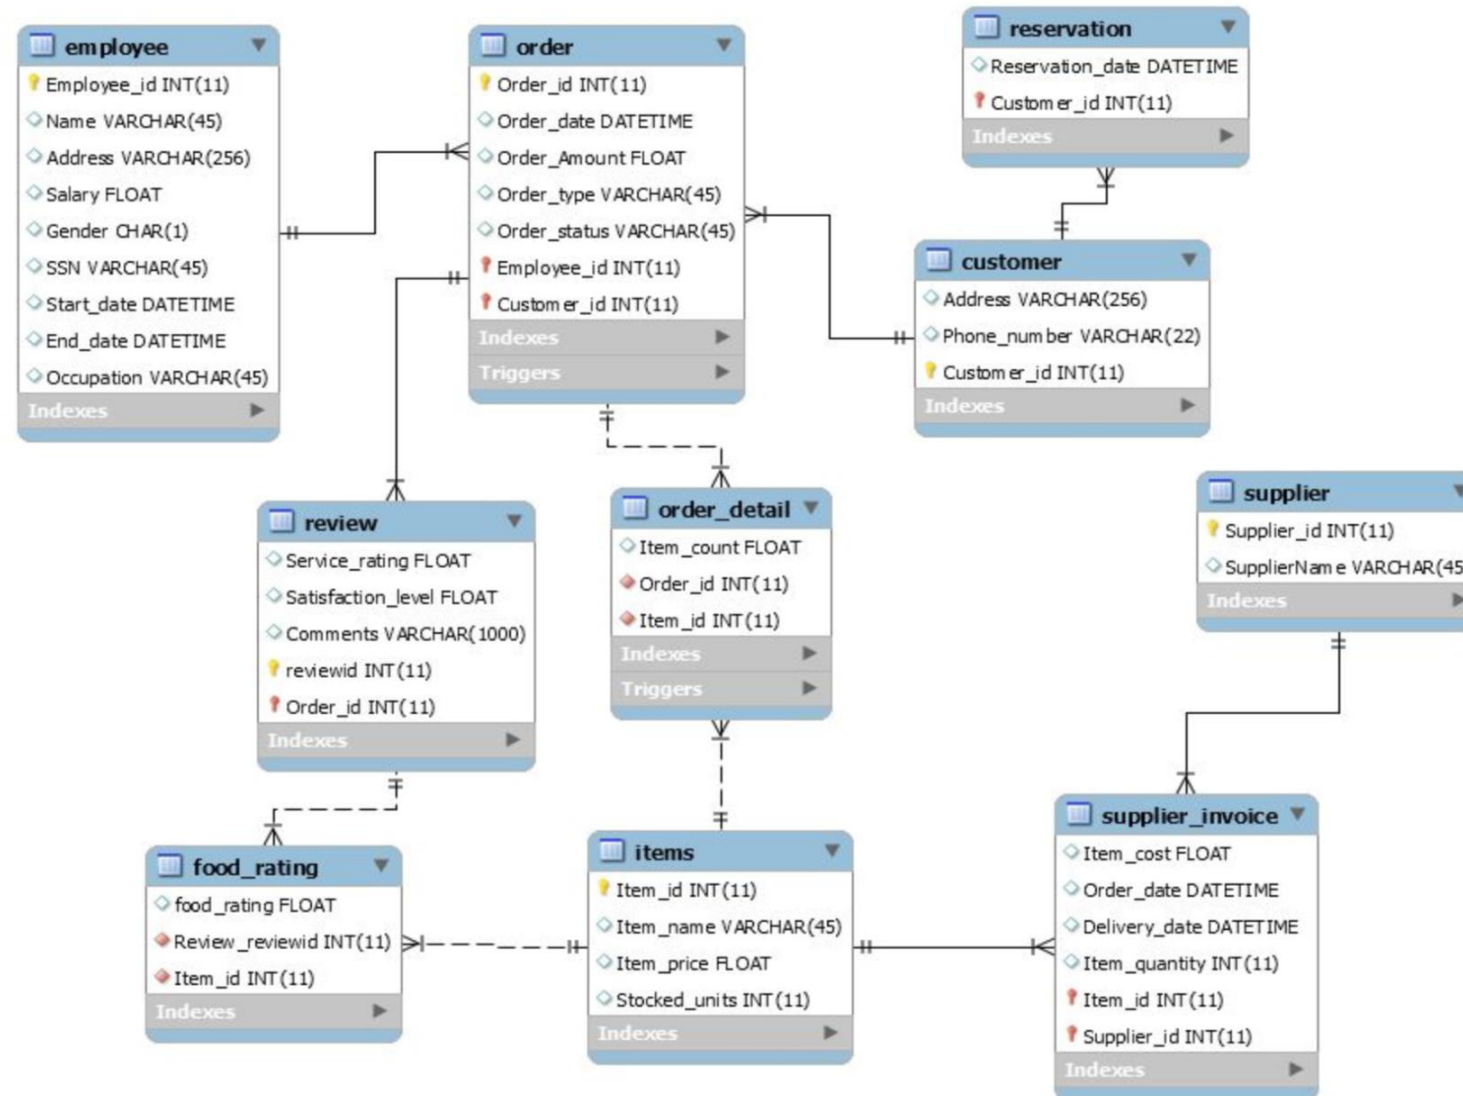 employee
Employee_id INT(11)
Name VARCHAR(45)
Address VARCHAR(256)
Salary FLOAT
Gender CHAR(1)
SSN VARCHAR(45)
Start_date DATETIME
End_date DATETIME
Occupation VARCHAR(45)
Indexes
order
Order_id INT(11)
Order_date DATETIME
Order_Amount FLOAT
Order_type VARCHAR(45)
Order_status VARCHAR(45)
Employee_id INT(11)
Customer_id INT(11)
Indexes
Triggers
reservation
Reservation_date DATETIME
Customer_id INT(11)
Indexes
customer
Address VARCHAR(256)
Phone_number VARCHAR(22)
Customer_id INT(11)
Indexes
review
Service_rating FLOAT
Satisfaction_level FLOAT
Comments VARCHAR(1000)
reviewid INT(11)
Order_id INT(11)
Indexes
order_detail
Item_count FLOAT
Order_id INT(11)
Item_id INT(11)
Indexes
Triggers
supplier
Supplier_id INT(11)
SupplierName VARCHAR(45
Indexes
food_rating
food_rating FLOAT
Review_reviewid INT(11)
Item_id INT(11)
Indexes
items
Item_id INT(11)
Item_name VARCHAR(45)
Item_price FLOAT
Stocked_units INT(11)
Indexes
supplier_invoice
Item_cost FLOAT
Order_date DATETIME
Delivery_date DATETIME
Item_quantity INT(11)
Item_id INT(11)
Supplier_id INT(11)
Indexes